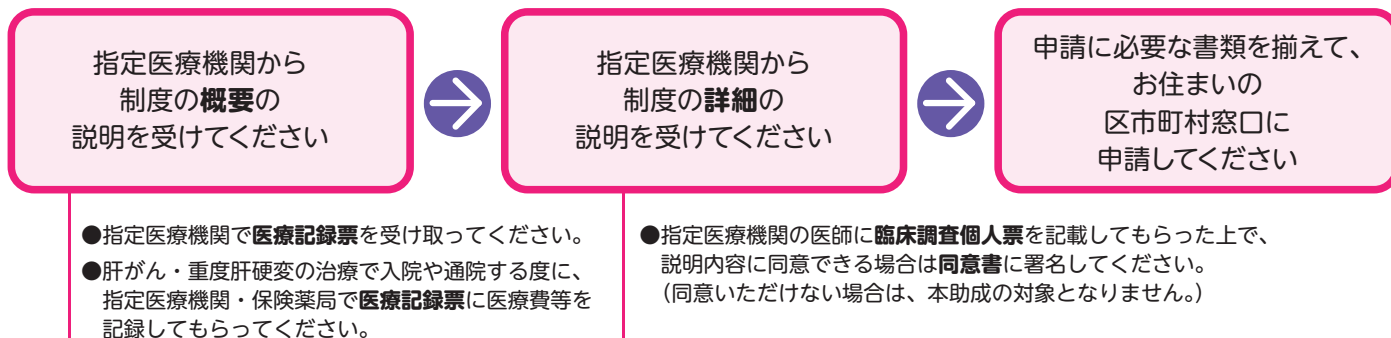 指定医療機関から
制度の概要の
説明を受けてください
指定医療機関から
制度の詳細の
説明を受けてください
申請に必要な書類を揃えて、
お住まいの
区市町村窓口に
申請してください
●指定医療機関で医療記録票を受け取ってください。
●肝がん・重度肝硬変の治療で入院や通院する度に、
指定医療機関・保険薬局で医療記録票に医療費等を
記録してもらってください。
●指定医療機関の医師に臨床調査個人票を記載してもらった上で、
説明内容に同意できる場合は同意書に署名してください。
（同意いただけない場合は、本助成の対象となりません。）